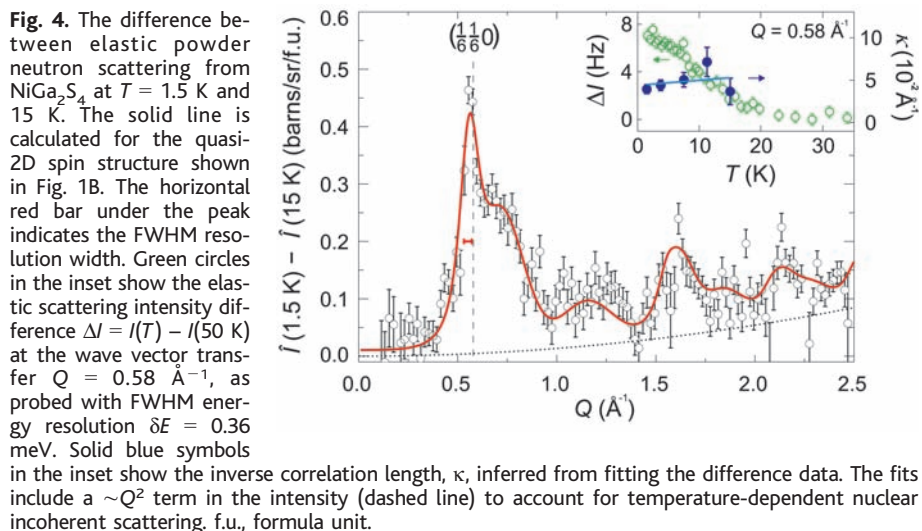 Fig. 4. The difference be-
tween elastic powder
neutron scattering from
NiGa₂S₄ at T = 1.5 K and
15 K. The solid line is
calculated for the quasi-
2D spin structure shown
in Fig. 1B. The horizontal
red bar under the peak
indicates the FWHM reso-
lution width. Green circles
in the inset show the elas-
tic scattering intensity dif-
ference ΔI = I(T) – I(50 K)
at the wave vector trans-
fer Q = 0.58 Å⁻¹, as
probed with FWHM ener-
gy resolution δE = 0.36
meV. Solid blue symbols
in the inset show the inverse correlation length, κ, inferred from fitting the difference data. The fits
include a ~Q² term in the intensity (dashed line) to account for temperature-dependent nuclear
incoherent scattering. f.u., formula unit.
Î (1.5 K) − Î (15 K) (barns/sr/f.u.)
0.6
0.5
0.4
0.3
0.2
0.1
0.0
(1/6 1/6 0)
0.0 0.5 1.0 1.5 2.0 2.5
Q (Å⁻¹)
Q = 0.58 Å⁻¹
ΔI (Hz)
8
4
0
κ (10⁻² Å⁻¹)
10
5
0
0 10 20 30
T (K)